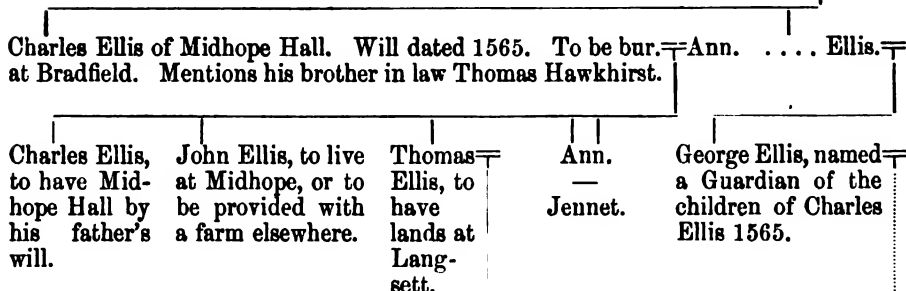 Charles Ellis of Midhope Hall. Will dated 1565. To be bur. Ann. .... Ellis.
at Bradfield. Mentions his brother in law Thomas Hawkhirst.
Charles Ellis,
to have Mid-
hope Hall by
his father's
will.
John Ellis, to live
at Midhope, or to
be provided with
a farm elsewhere.
Thomas
Ellis, to
have
lands at
Lang-
sett.
Ann.
—
Jennet.
George Ellis, named
a Guardian of the
children of Charles
Ellis 1565.